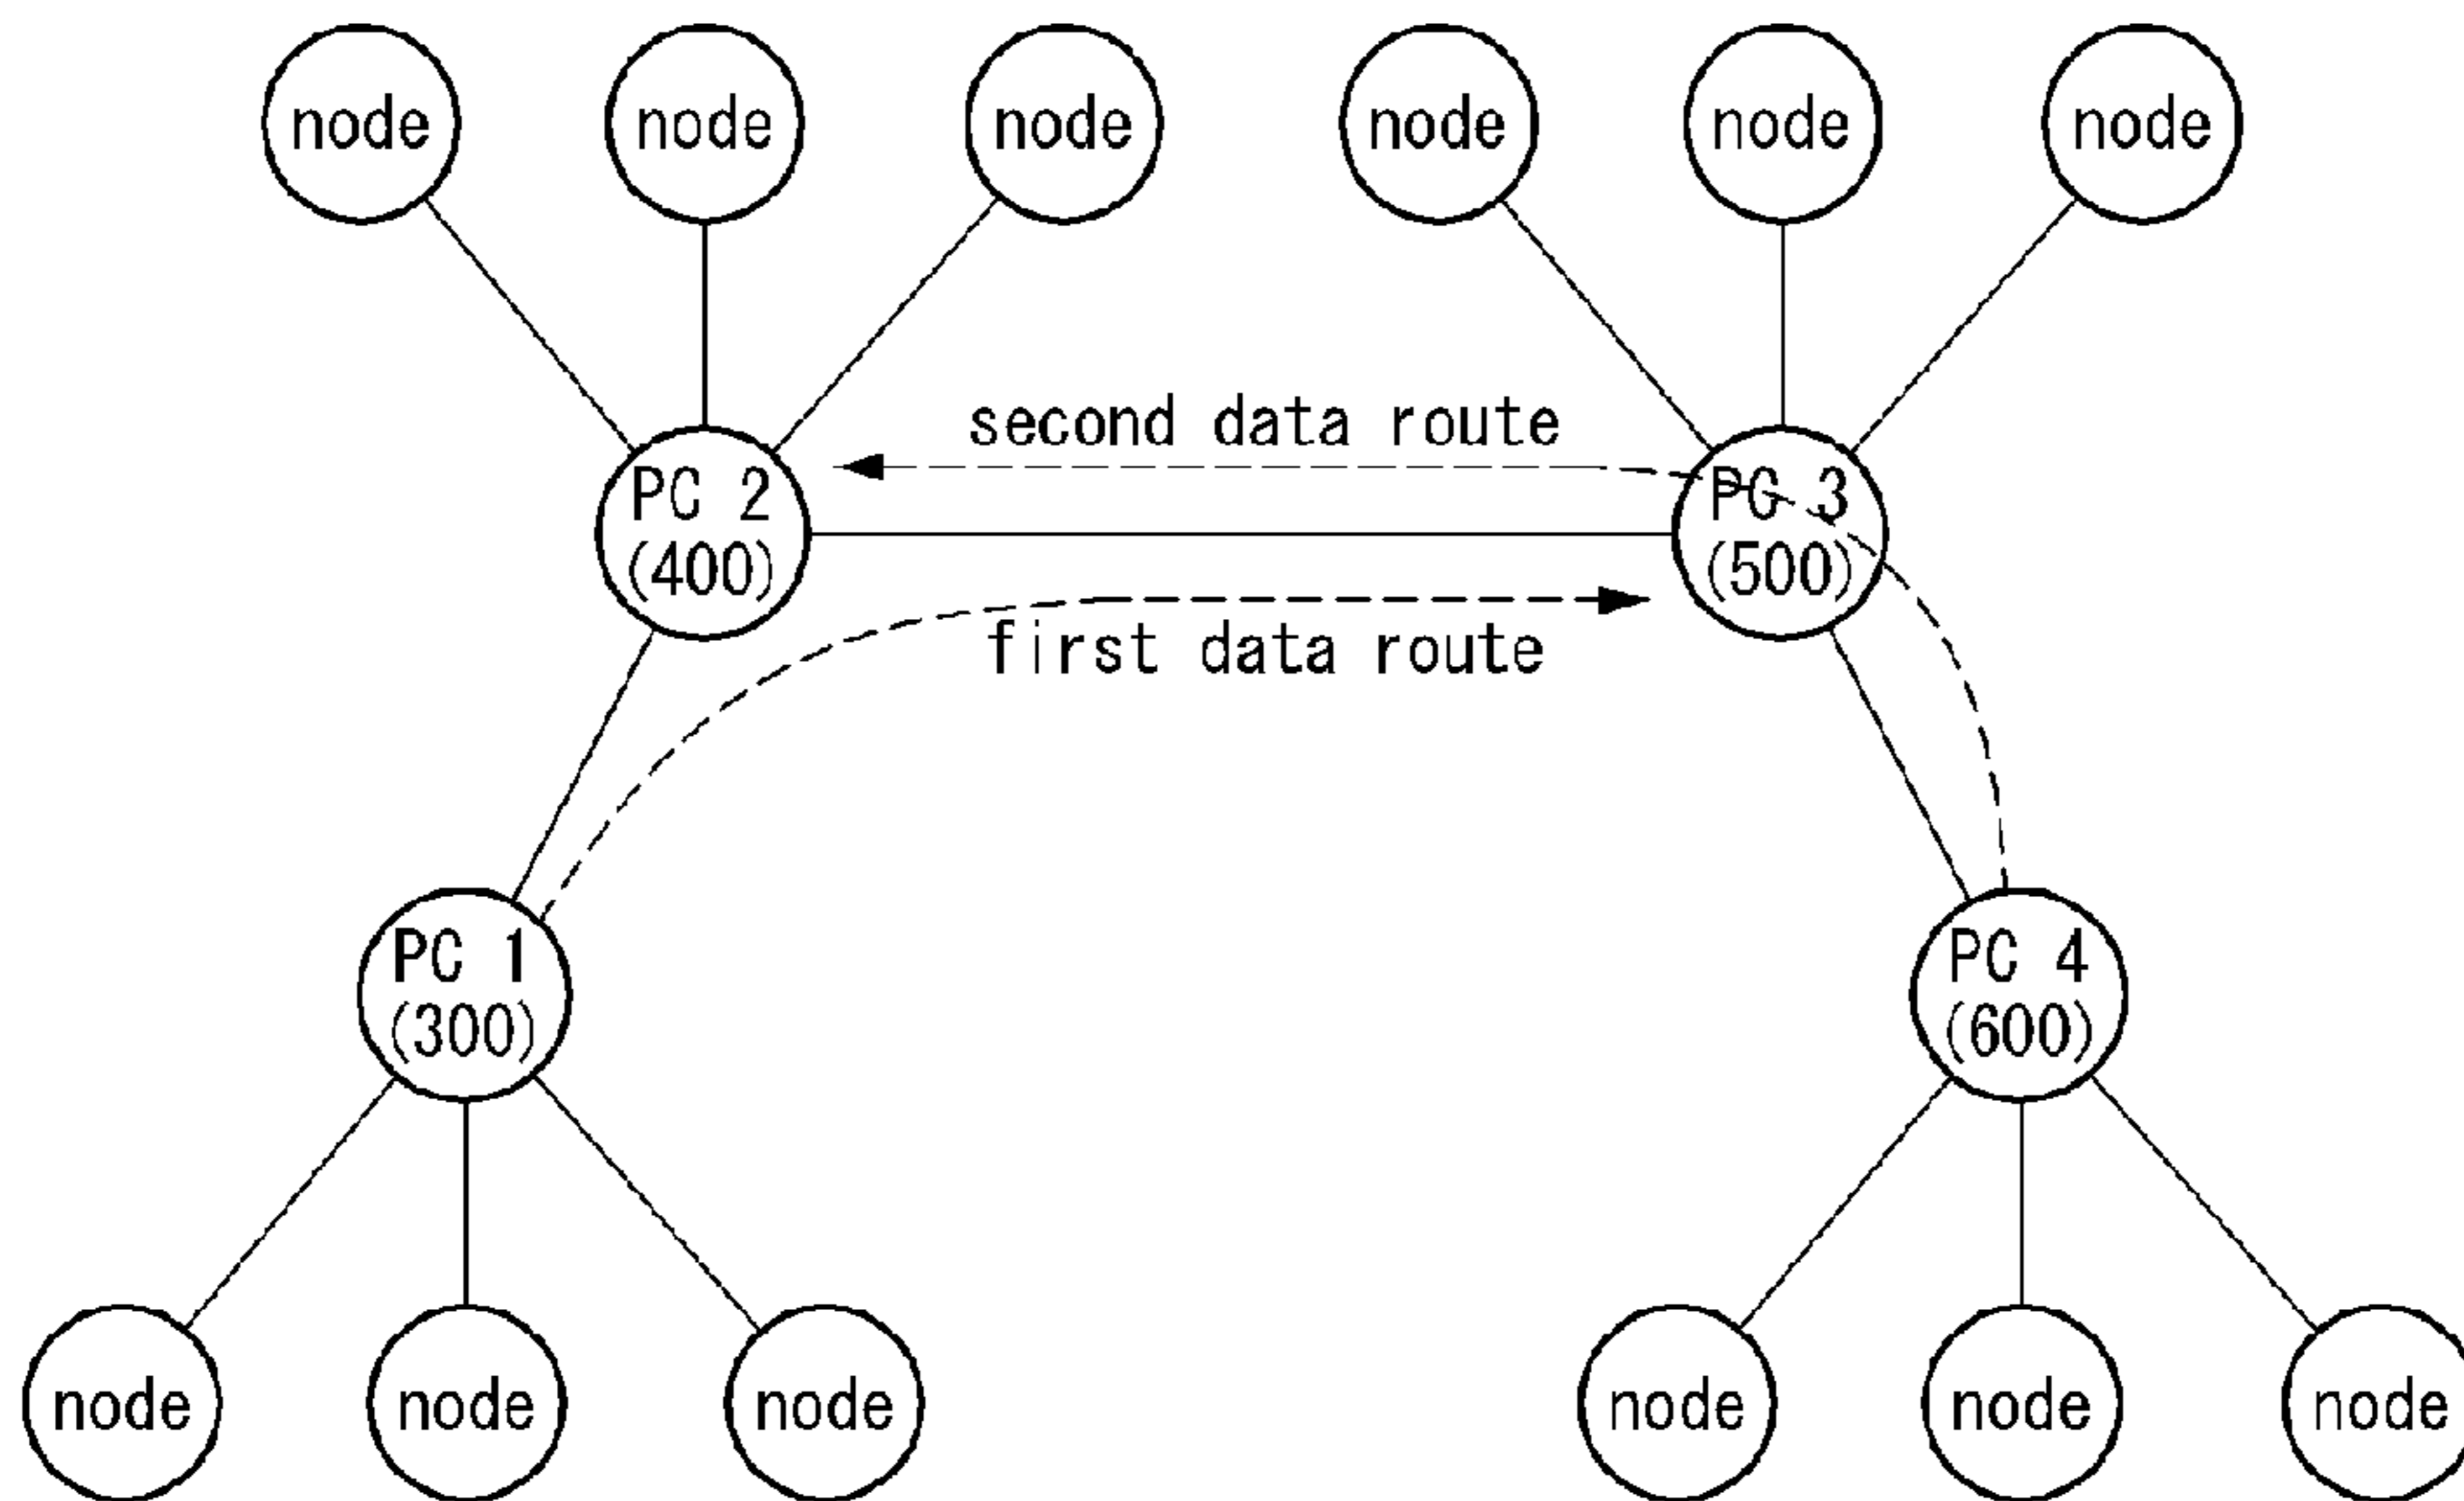 node
node
node
node
node
node
second data route
PC 2
(400)
PC 3
(500)
first data route
PC 1
(300)
PC 4
(600)
node
node
node
node
node
node